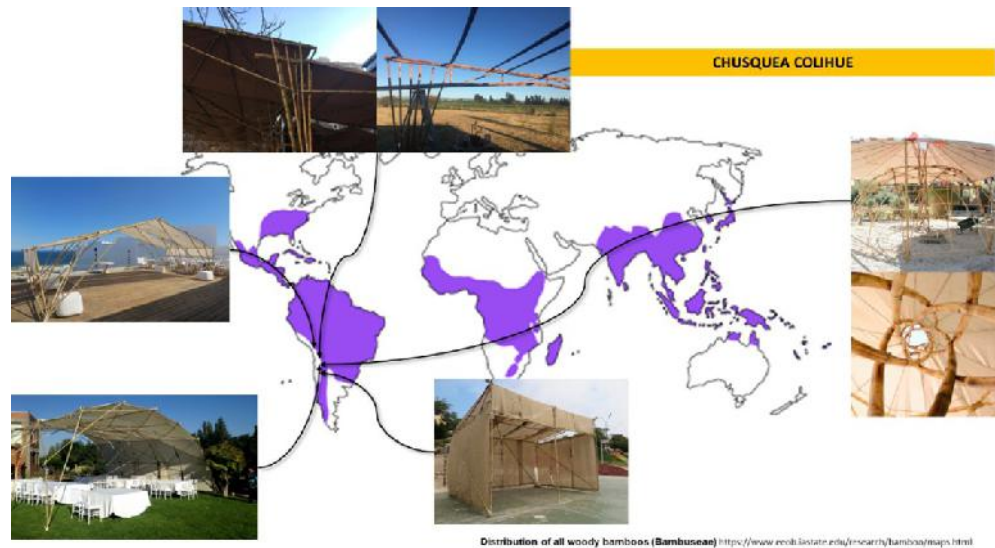 CHUSQUEA COLIHUE
Distribution of all woody bamboos (Bambuseae) https://www.eeob.iastate.edu/research/bamboo/maps.html